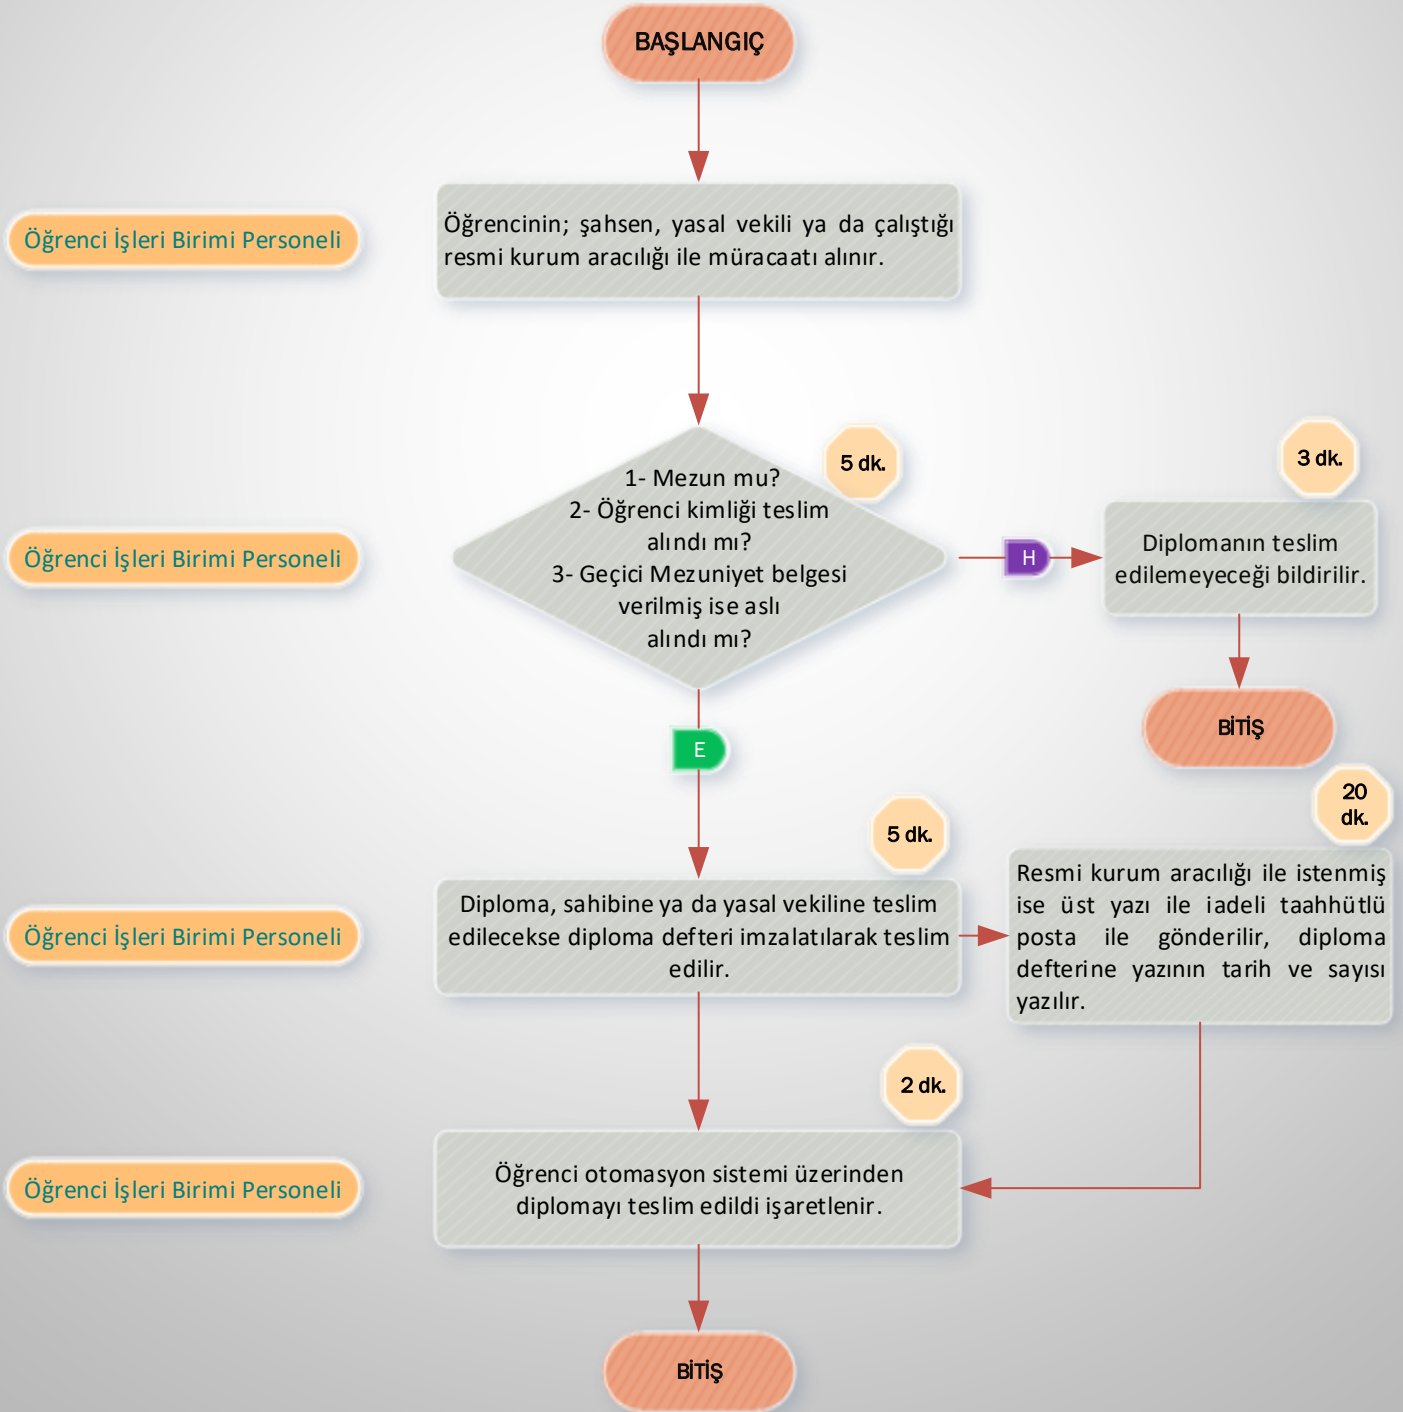 BAŞLANGIÇ
Öğrenci İşleri Birimi Personeli
Öğrencinin; şahsen, yasal vekili ya da çalıştığı
resmi kurum aracılığı ile müracaatı alınır.
5 dk.
3 dk.
Öğrenci İşleri Birimi Personeli
1- Mezun mu?
2- Öğrenci kimliği teslim
alındı mı?
3- Geçici Mezuniyet belgesi
verilmiş ise aslı
alındı mı?
H
Diplomanın teslim
edilemeyeceği bildirilir.
BİTİŞ
E
5 dk.
20
dk.
Öğrenci İşleri Birimi Personeli
Diploma, sahibine ya da yasal vekiline teslim
edilecekse diploma defteri imzalatılarak teslim
edilir.
Resmi kurum aracılığı ile istenmiş
ise üst yazı ile iadeli taahhütlü
posta ile gönderilir, diploma
defterine yazının tarih ve sayısı
yazılır.
2 dk.
Öğrenci İşleri Birimi Personeli
Öğrenci otomasyon sistemi üzerinden
diplomayı teslim edildi işaretlenir.
BİTİŞ